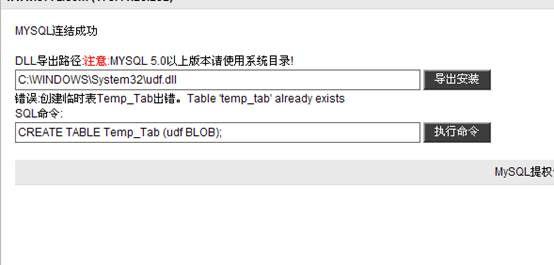 MYSQL连结成功
DLL导出路径:注意:MYSQL 5.0以上版本请使用系统目录!
C:\WINDOWS\System32\udf.dll 导出安装
错误:创建临时表Temp_Tab出错。Table 'temp_tab' already exists
SQL命令:
CREATE TABLE Temp_Tab (udf BLOB); 执行命令
MySQL提权